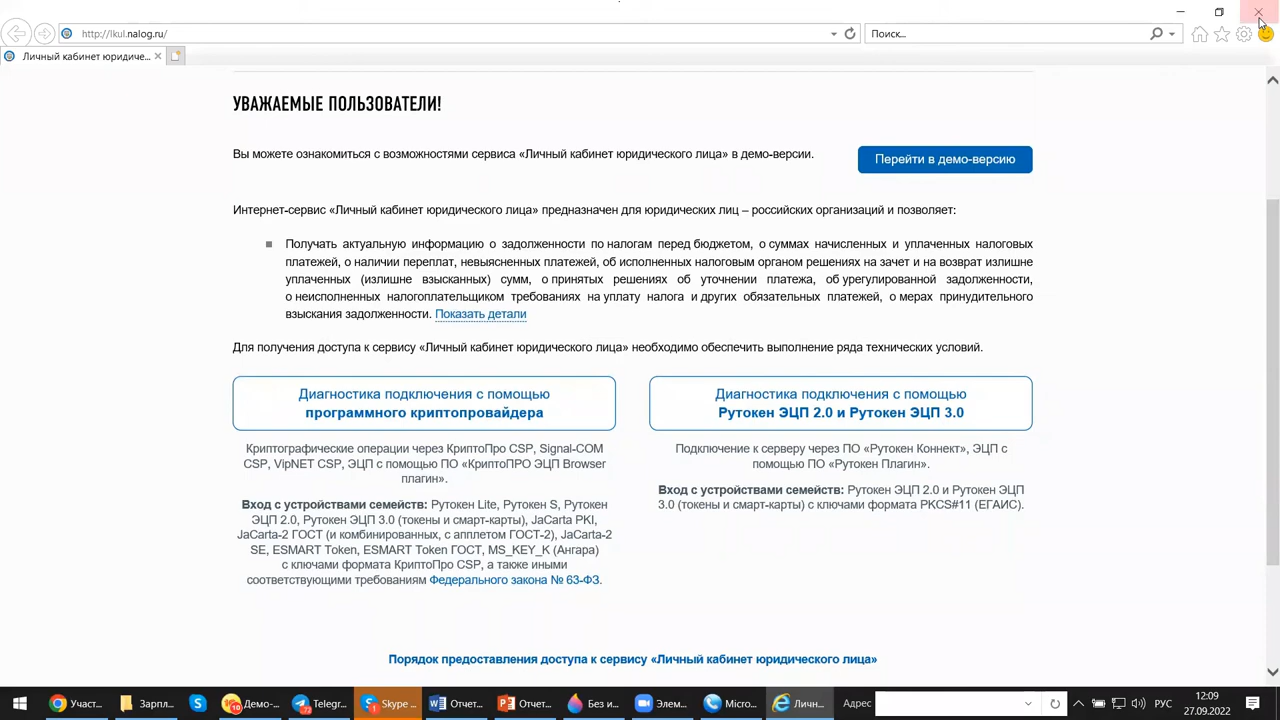 http://lkul.nalog.ru/
Поиск...
Личный кабинет юридиче...
УВАЖАЕМЫЕ ПОЛЬЗОВАТЕЛИ!
Вы можете ознакомиться с возможностями сервиса «Личный кабинет юридического лица» в демо-версии.
Перейти в демо-версию
Интернет-сервис «Личный кабинет юридического лица» предназначен для юридических лиц – российских организаций и позволяет:
Получать актуальную информацию о задолженности по налогам перед бюджетом, о суммах начисленных и уплаченных налоговых
платежей, о наличии переплат, невыясненных платежей, об исполненных налоговым органом решениях на зачет и на возврат излишне
уплаченных (излишне взысканных) сумм, о принятых решениях об уточнении платежа, об урегулированной задолженности,
о неисполненных налогоплательщиком требованиях на уплату налога и других обязательных платежей, о мерах принудительного
взыскания задолженности. Показать детали
Для получения доступа к сервису «Личный кабинет юридического лица» необходимо обеспечить выполнение ряда технических условий.
Диагностика подключения с помощью
программного криптопровайдера
Криптографические операции через КриптоПро CSP, Signal-COM
CSP, VipNET CSP, ЭЦП с помощью ПО «КриптоПРО ЭЦП Browser
плагин».
Вход с устройствами семейств: Рутокен Lite, Рутокен S, Рутокен
ЭЦП 2.0, Рутокен ЭЦП 3.0 (токены и смарт-карты), JaCarta PKI,
JaCarta-2 ГОСТ (и комбинированных, с апплетом ГОСТ-2), JaCarta-2
SE, ESMART Token, ESMART Token ГОСТ, MS_KEY_K (Ангара)
с ключами формата КриптоПро CSP, а также иными
соответствующими требованиям Федерального закона № 63-ФЗ.
Диагностика подключения с помощью
Рутокен ЭЦП 2.0 и Рутокен ЭЦП 3.0
Подключение к серверу через ПО «Рутокен Коннект», ЭЦП с
помощью ПО «Рутокен Плагин».
Вход с устройствами семейств: Рутокен ЭЦП 2.0 и Рутокен ЭЦП
3.0 (токены и смарт-карты) с ключами формата PKCS#11 (ЕГАИС).
Порядок предоставления доступа к сервису «Личный кабинет юридического лица»
Участ...
Зарпл...
10
Демо-...
Telegr...
1
Skype ...
Отчет...
Отчет...
Без и...
Элем...
Micro...
Личн...
Адрес
РУС
12:09
27.09.2022